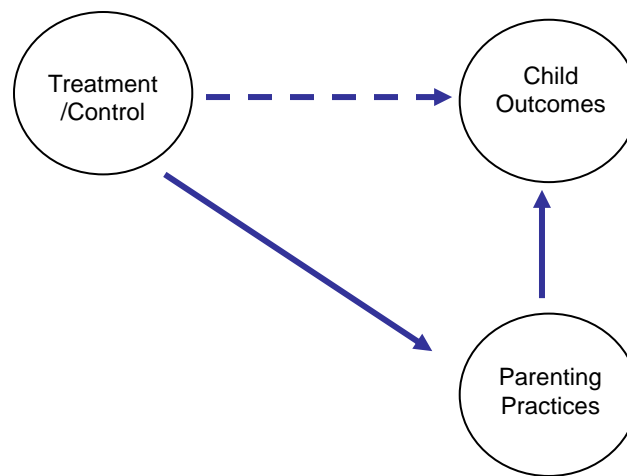 Treatment
/Control
Child
Outcomes
Parenting
Practices